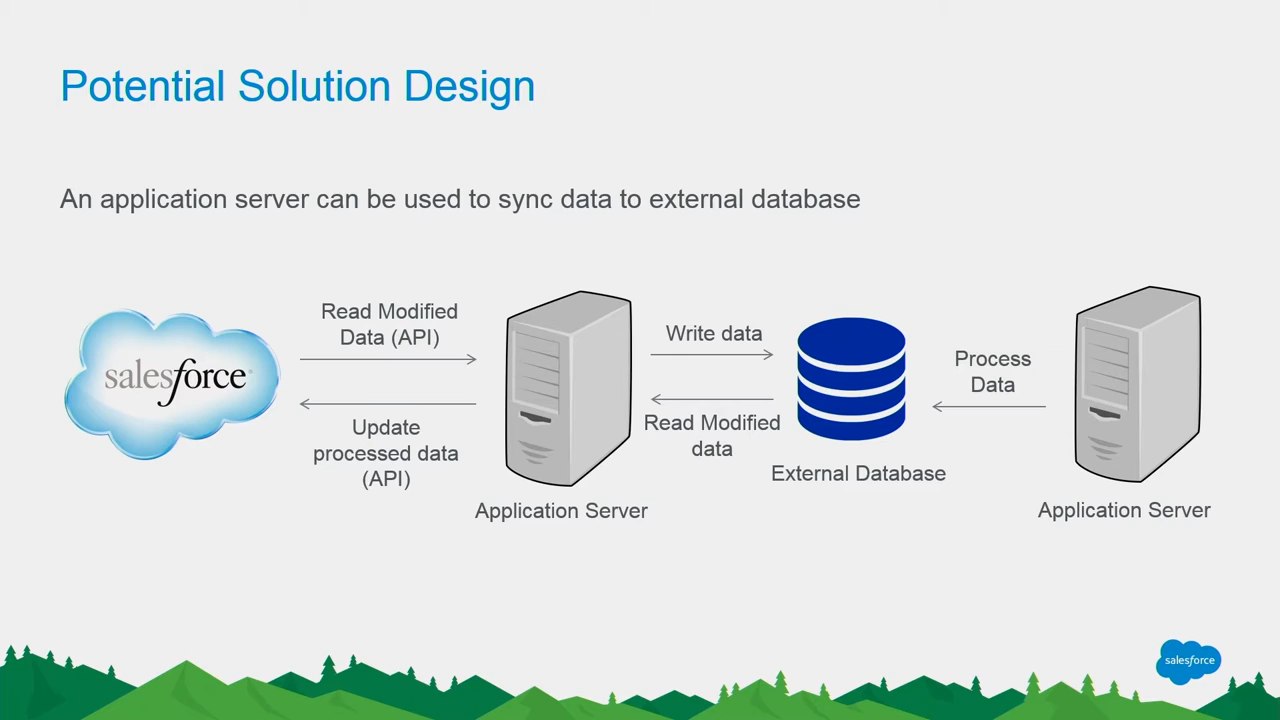 Potential Solution Design
An application server can be used to sync data to external database
Read Modified
Data (API)
salesforce
Update
processed data
(API)
Application Server
Write data
Read Modified
data
External Database
Process
Data
Application Server
salesforce